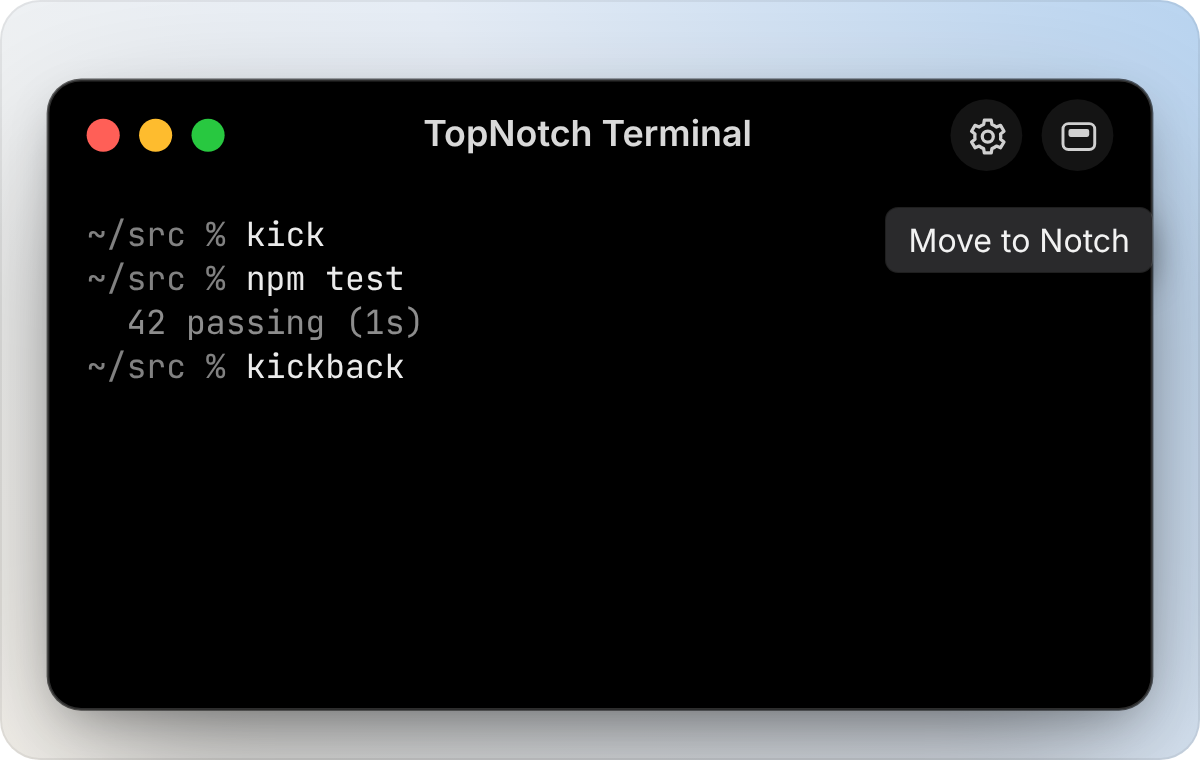 TopNotch Terminal
~/src % kick
Move to Notch
~/src % npm test
  42 passing (1s)
~/src % kickback